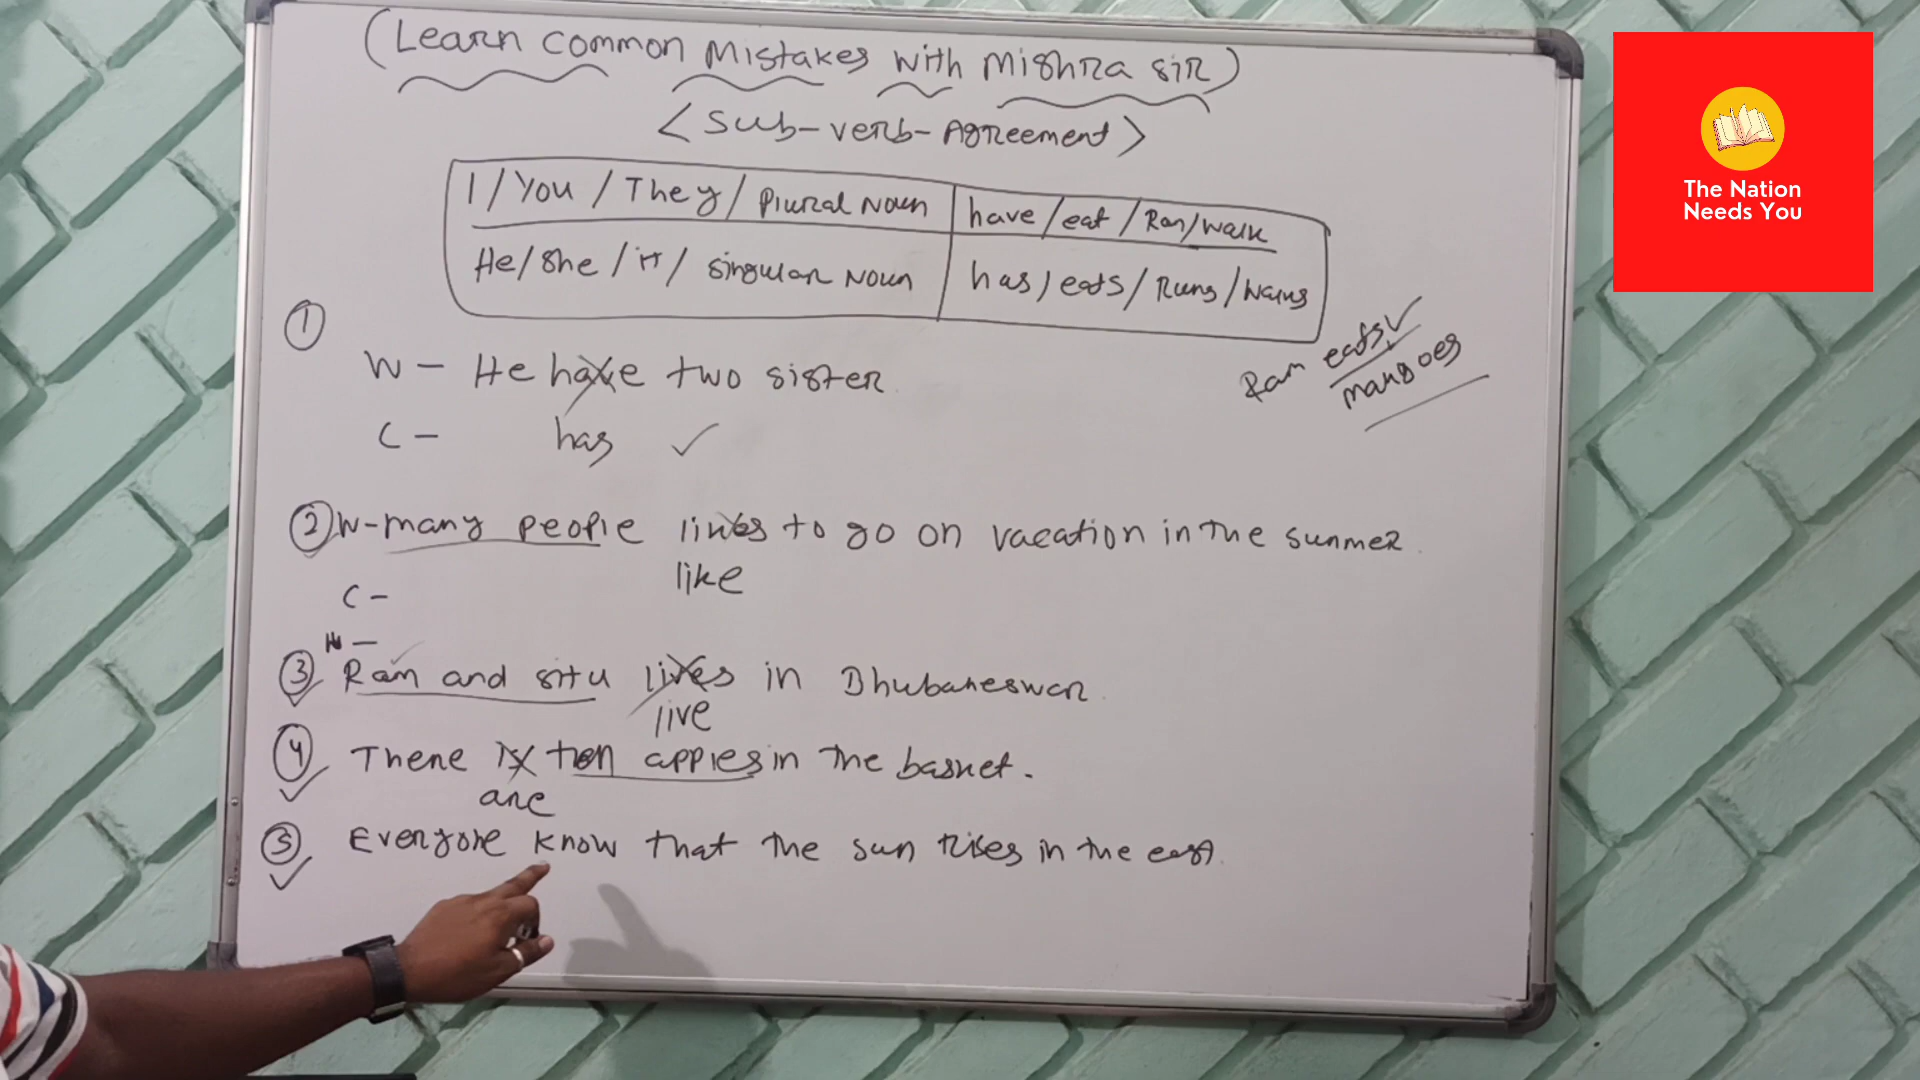 (Learn common Mistakes with Mishra sir)
<Sub-verb-Agreement>
I/You/They/Plural Noun have/eat/Ran/walk
He/she/it/singular Noun has/eats/Runs/walks
Ram eats
mangoes
①
W- He have two sister
C- has
② W-many people likes to go on vacation in the summer
like
C-
W-
③ Ram and situ lives in Bhubaneswar
live
④ There is ten apples in the basket.
are
⑤ Everyone know that the sun rises in the east
The Nation
Needs You